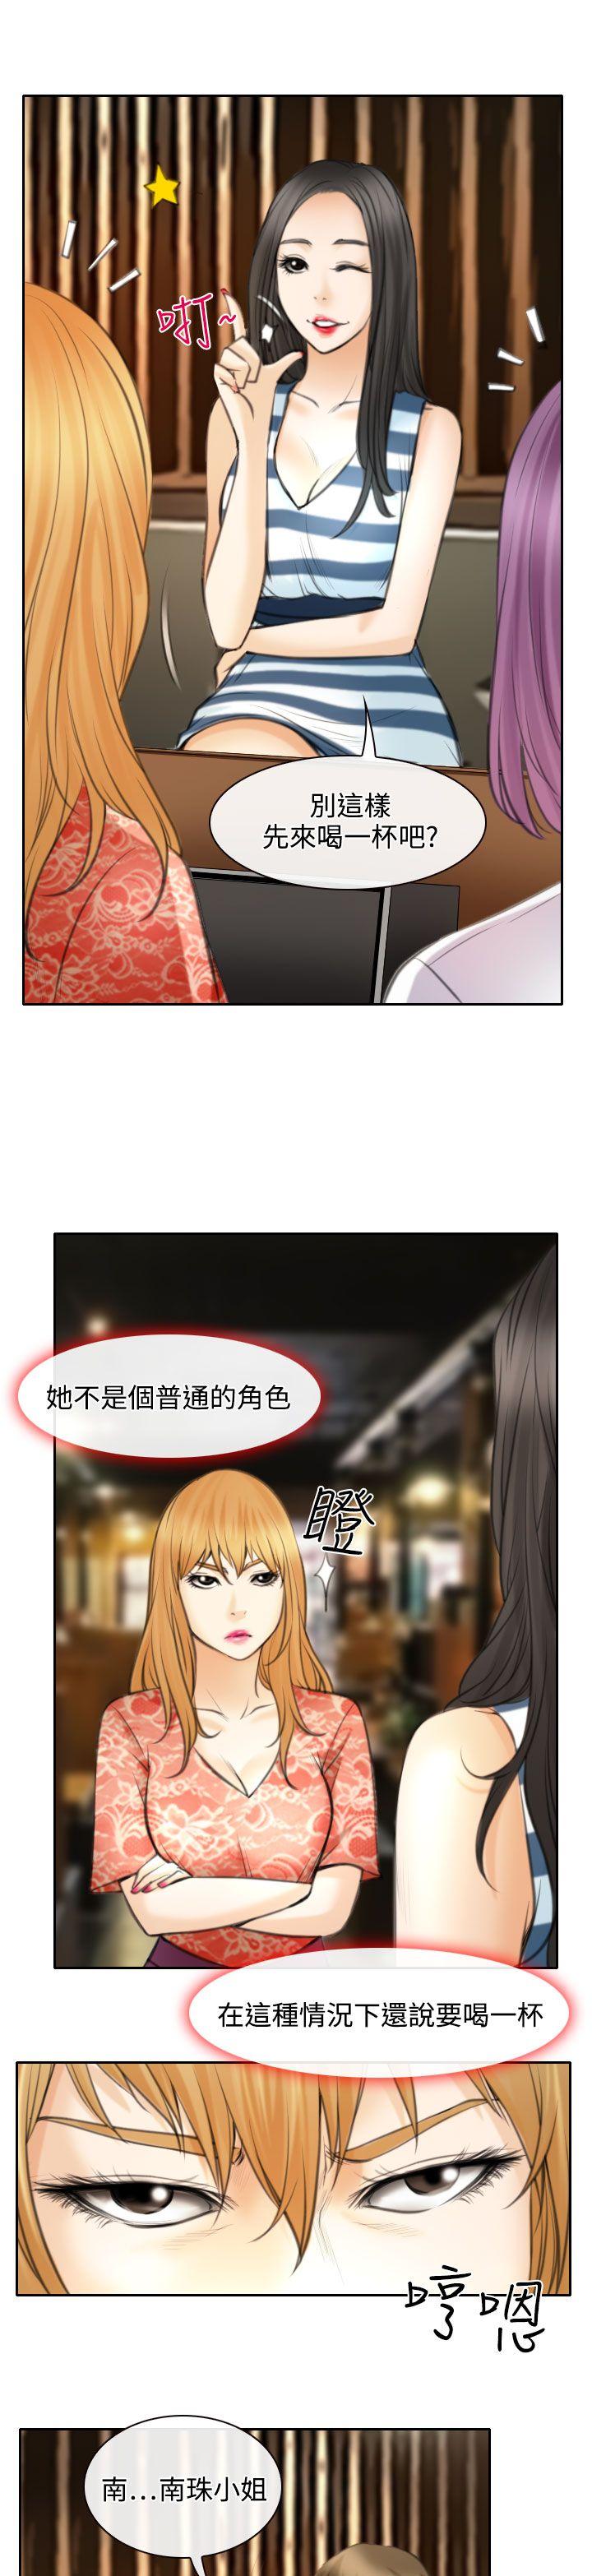 叮~
別這樣
先來喝一杯吧?
她不是個普通的角色
瞪
在這種情況下還說要喝一杯
哼嗯
南...南珠小姐